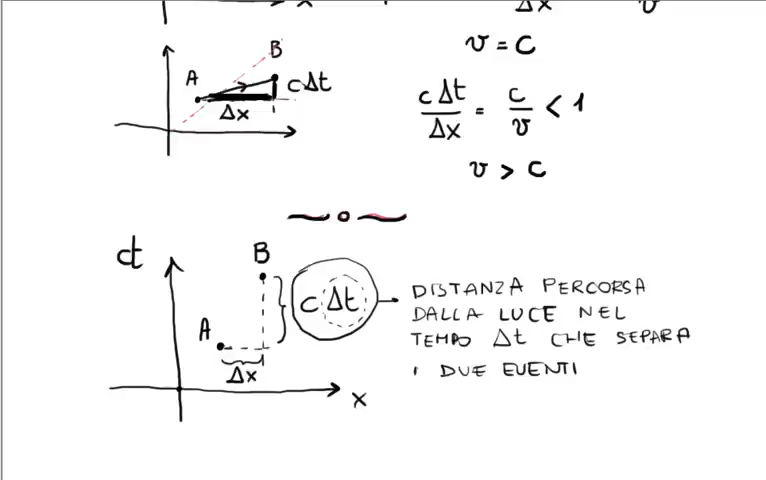 Δx v
v = c
A B cΔt
Δx
cΔt/Δx = c/v < 1
v > c
ct
A B
cΔt
Δx
x
DISTANZA PERCORSA
DALLA LUCE NEL
TEMPO Δt CHE SEPARA
I DUE EVENTI